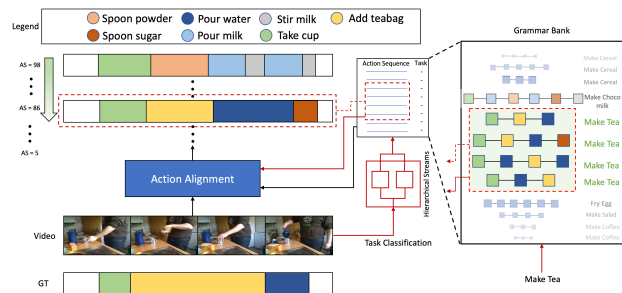 Legend
Spoon powder
Pour water
Stir milk
Add teabag
Spoon sugar
Pour milk
Take cup
AS = 98
AS = 86
AS = 5
Action Alignment
Video
GT
Action Sequence Task
Hierarchical Streams
Task Classification
Grammar Bank
Make Cereal
Make Cereal
Make Cereal
Make Choco
milk
Make Tea
Make Tea
Make Tea
Make Tea
Fry Egg
Make Salad
Make Coffee
Make Coffee
Make Tea